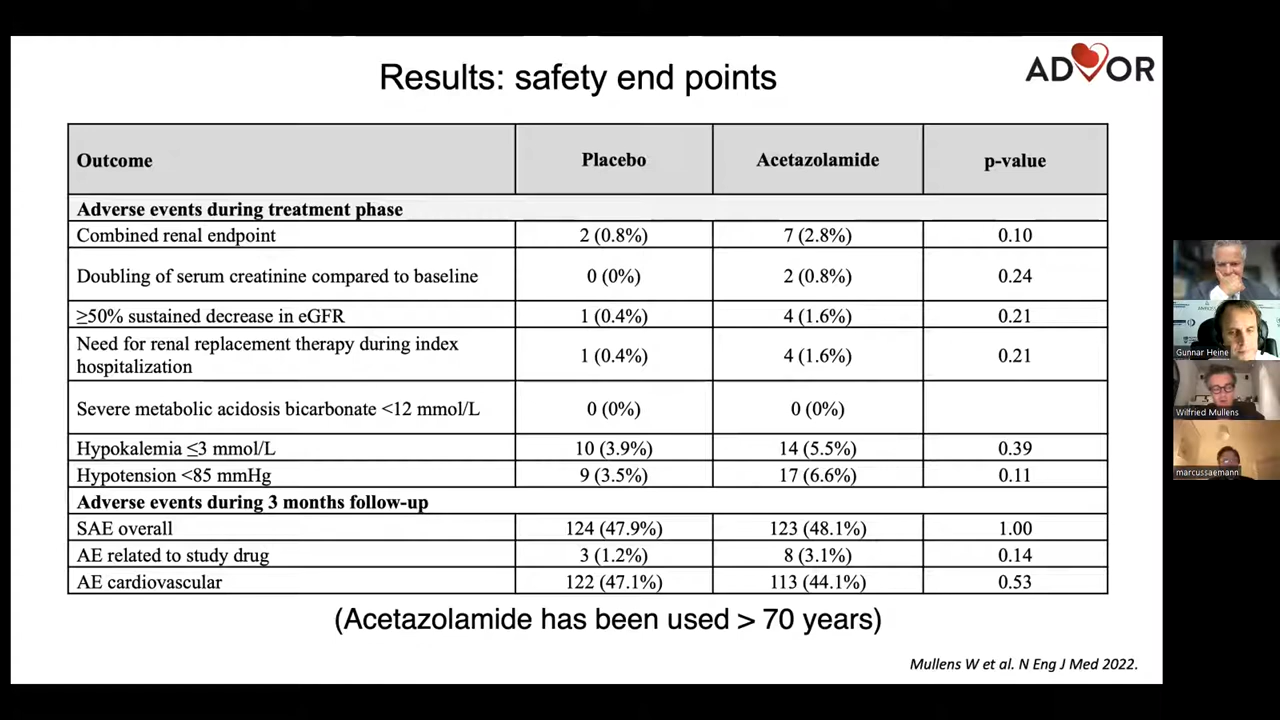 Results: safety end points
ADVOR
Outcome Placebo Acetazolamide p-value
Adverse events during treatment phase
Combined renal endpoint 2 (0.8%) 7 (2.8%) 0.10
Doubling of serum creatinine compared to baseline 0 (0%) 2 (0.8%) 0.24
≥50% sustained decrease in eGFR 1 (0.4%) 4 (1.6%) 0.21
Need for renal replacement therapy during index
hospitalization 1 (0.4%) 4 (1.6%) 0.21
Severe metabolic acidosis bicarbonate <12 mmol/L 0 (0%) 0 (0%)
Hypokalemia ≤3 mmol/L 10 (3.9%) 14 (5.5%) 0.39
Hypotension <85 mmHg 9 (3.5%) 17 (6.6%) 0.11
Adverse events during 3 months follow-up
SAE overall 124 (47.9%) 123 (48.1%) 1.00
AE related to study drug 3 (1.2%) 8 (3.1%) 0.14
AE cardiovascular 122 (47.1%) 113 (44.1%) 0.53
(Acetazolamide has been used > 70 years)
Mullens W et al. N Eng J Med 2022.
Gunnar Heine
Wilfried Mullens
marcussaemann